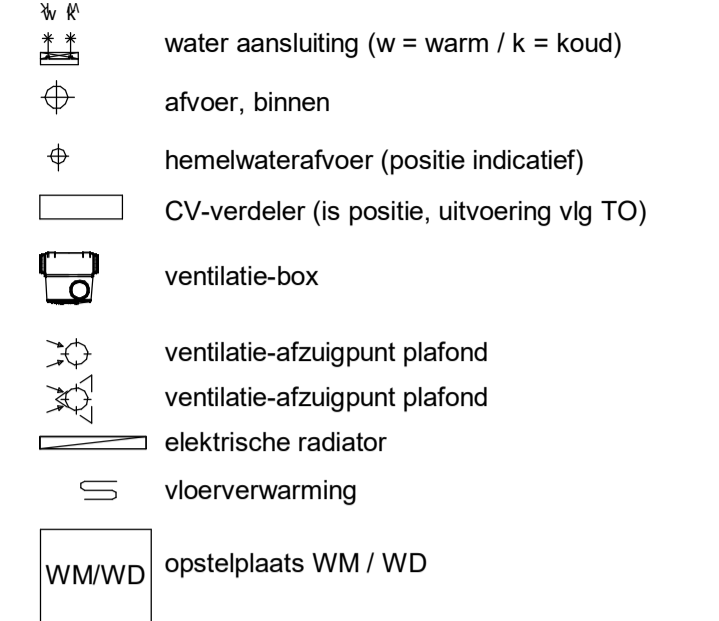 w k
water aansluiting (w = warm / k = koud)
afvoer, binnen
hemelwaterafvoer (positie indicatief)
CV-verdeler (is positie, uitvoering vlg TO)
ventilatie-box
ventilatie-afzuigpunt plafond
ventilatie-afzuigpunt plafond
elektrische radiator
vloerverwarming
WM/WD opstelplaats WM / WD